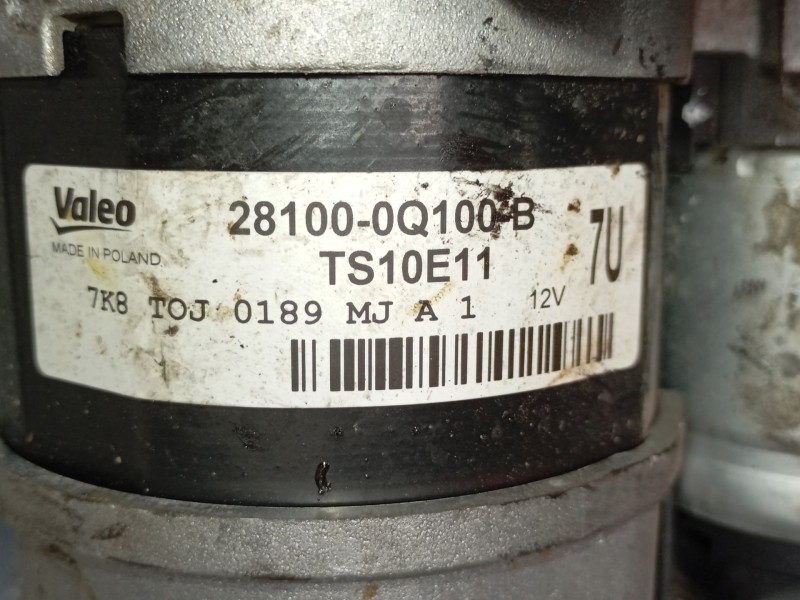 Valeo
MADE IN POLAND
28100-0Q100-B
TS10E11
7U
7K8 TOJ 0189 MJ A 1
12V